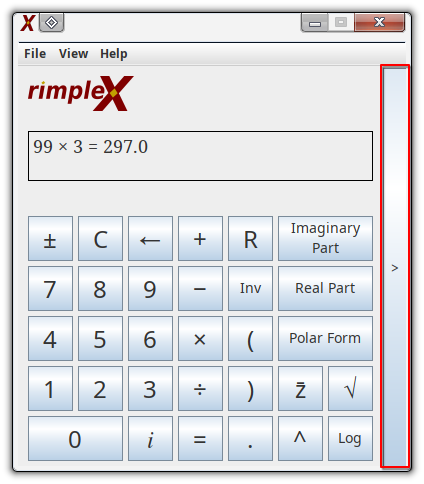 X
File View Help
rimpleX
99 × 3 = 297.0
± C ← + R Imaginary
Part
7 8 9 − Inv Real Part
>
4 5 6 × ( Polar Form
1 2 3 ÷ ) z̄ √
0 i = . ^ Log